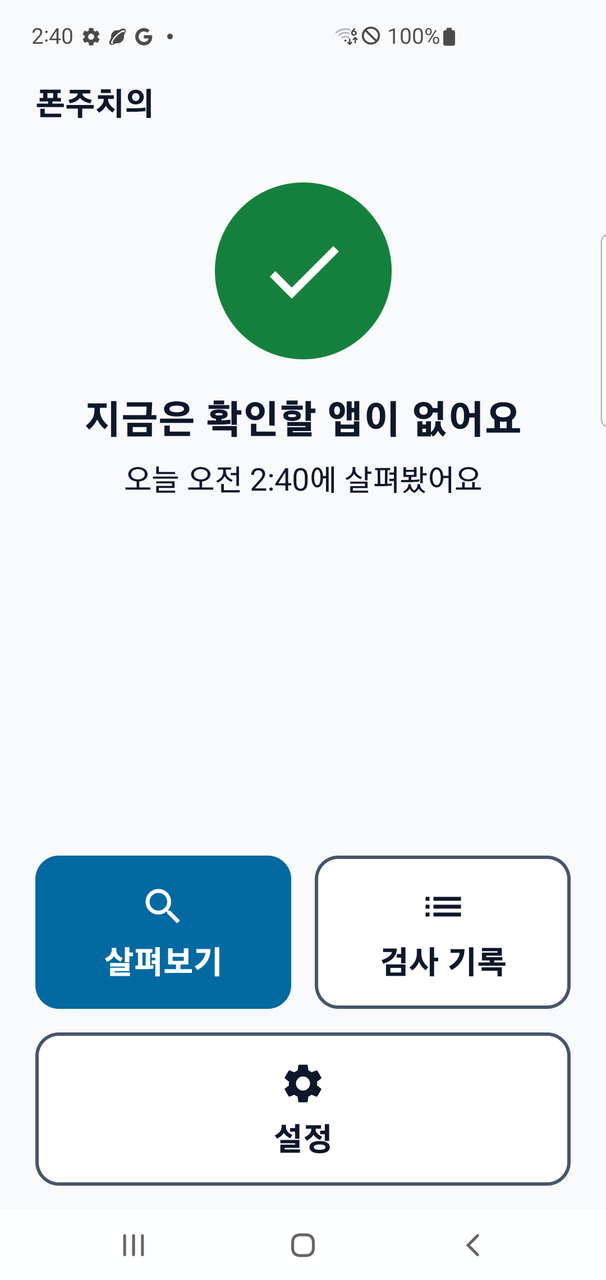 2:40 100%
폰주치의
지금은 확인할 앱이 없어요
오늘 오전 2:40에 살펴봤어요
살펴보기 검사 기록
설정